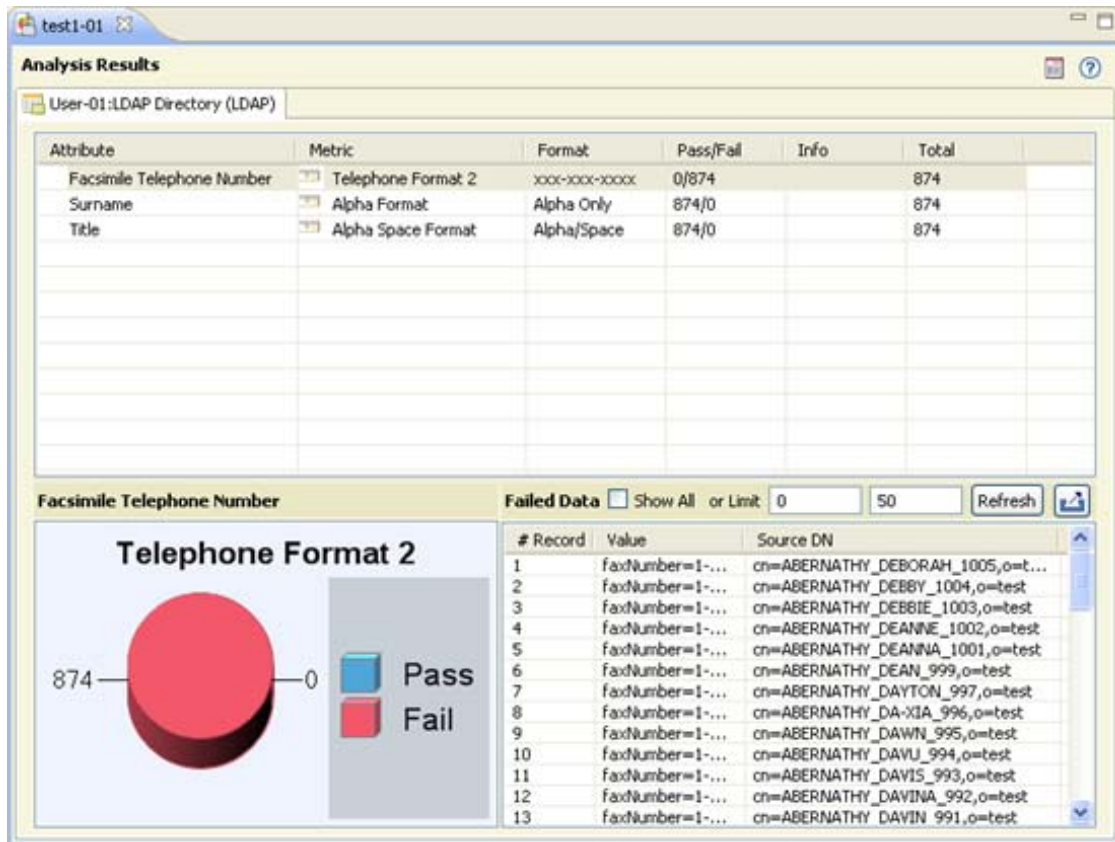 test1-01
Analysis Results
User-01:LDAP Directory (LDAP)
Attribute Metric Format Pass/Fail Info Total
Facsimile Telephone Number Telephone Format 2 xxx-xxx-xxxx 0/874 874
Surname Alpha Format Alpha Only 874/0 874
Title Alpha Space Format Alpha/Space 874/0 874
Facsimile Telephone Number
Failed Data Show All or Limit 0 50 Refresh
Telephone Format 2
874 0
Pass
Fail
# Record Value Source DN
1 faxNumber=1-... cn=ABERNATHY_DEBORAH_1005,o=t...
2 faxNumber=1-... cn=ABERNATHY_DEBBY_1004,o=test
3 faxNumber=1-... cn=ABERNATHY_DEBBIE_1003,o=test
4 faxNumber=1-... cn=ABERNATHY_DEANNE_1002,o=test
5 faxNumber=1-... cn=ABERNATHY_DEANNA_1001,o=test
6 faxNumber=1-... cn=ABERNATHY_DEAN_999,o=test
7 faxNumber=1-... cn=ABERNATHY_DAYTON_997,o=test
8 faxNumber=1-... cn=ABERNATHY_DA-XIA_996,o=test
9 faxNumber=1-... cn=ABERNATHY_DAWN_995,o=test
10 faxNumber=1-... cn=ABERNATHY_DAVU_994,o=test
11 faxNumber=1-... cn=ABERNATHY_DAVIS_993,o=test
12 faxNumber=1-... cn=ABERNATHY_DAVINA_992,o=test
13 faxNumber=1-... cn=ABERNATHY_DAVIN_991,o=test